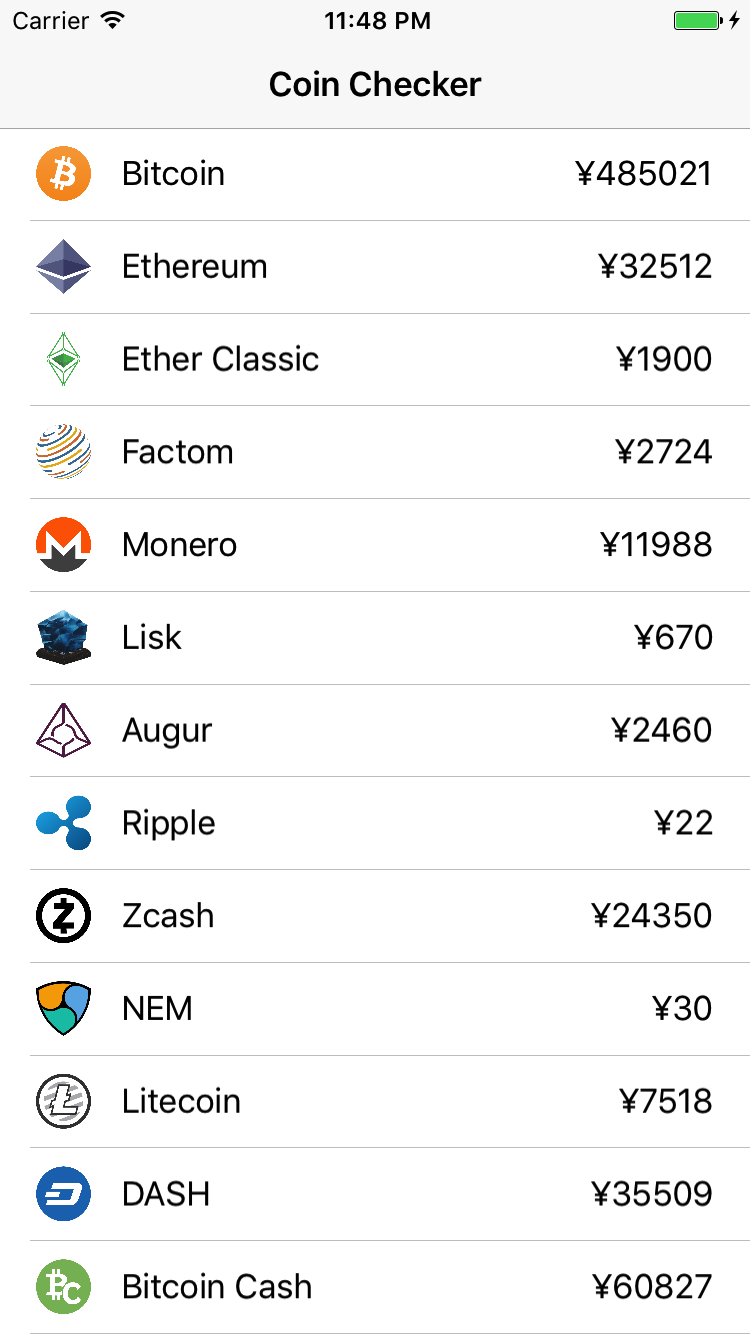 Carrier 11:48 PM
Coin Checker
Bitcoin ¥485021
Ethereum ¥32512
Ether Classic ¥1900
Factom ¥2724
Monero ¥11988
Lisk ¥670
Augur ¥2460
Ripple ¥22
Zcash ¥24350
NEM ¥30
Litecoin ¥7518
DASH ¥35509
Bitcoin Cash ¥60827